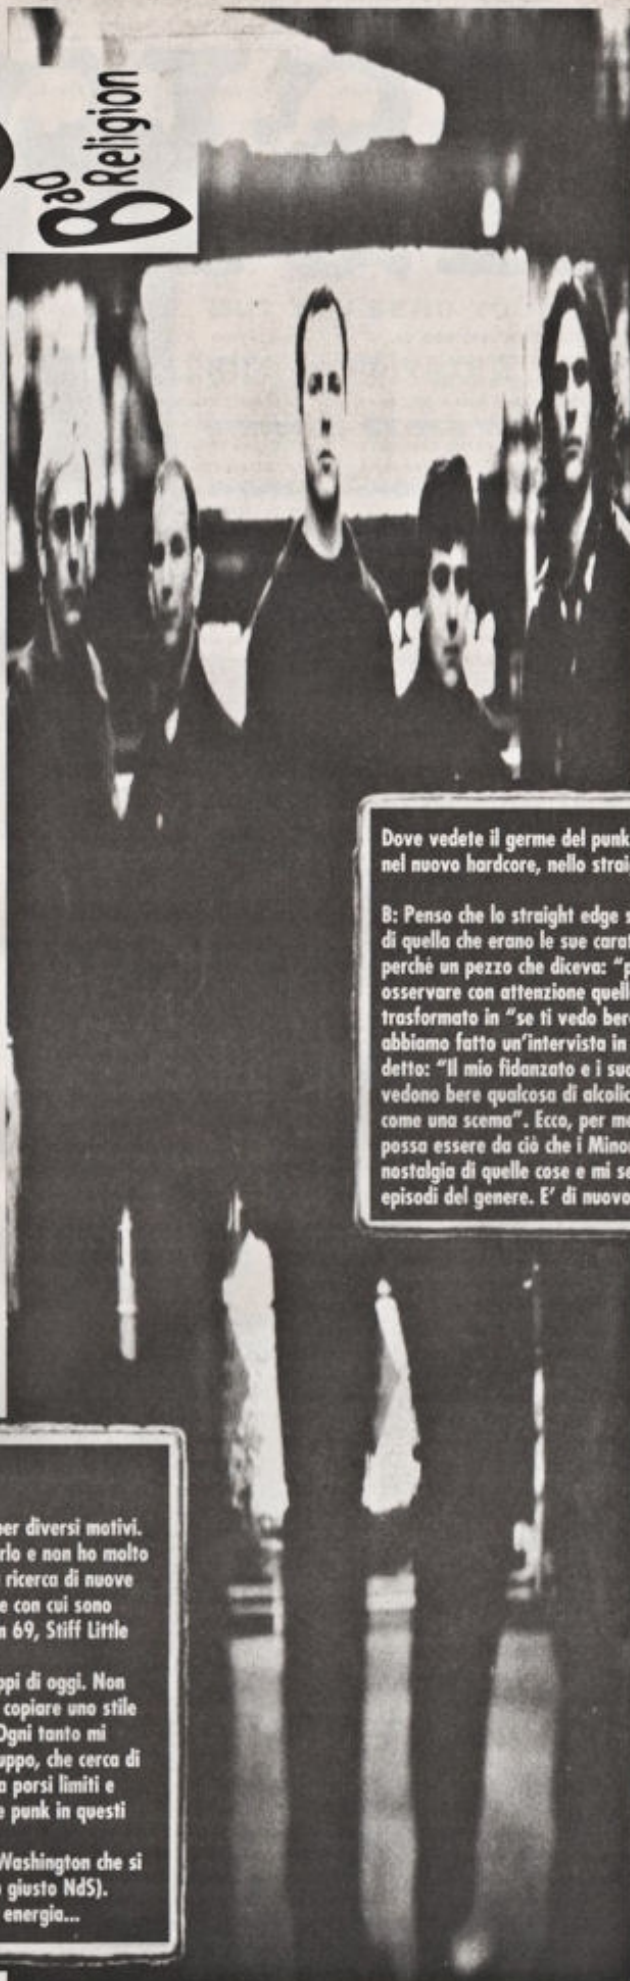 Bad
Religion
Dove vedete il germe del punk
nel nuovo hardcore, nello strai
B: Penso che lo straight edge s
di quella che erano le sue carat
perché un pezzo che diceva: "p
osservare con attenzione quell
trasformato in "se ti vedo ber
abbiamo fatto un'intervista in
detto: "Il mio fidanzato e i suo
vedono bere qualcosa di alcolic
come una scema". Ecco, per me
possa essere da ciò che i Minor
nostalgia di quelle cose e mi se
episodi del genere. E' di nuovo
per diversi motivi.
rlo e non ho molto
ricerca di nuove
e con cui sono
n 69, Stiff Little
ppi di oggi. Non
copiare uno stile
Ogni tanto mi
uppo, che cerca di
a porsi limiti e
e punk in questi
Washington che si
giusto NdS).
energia...